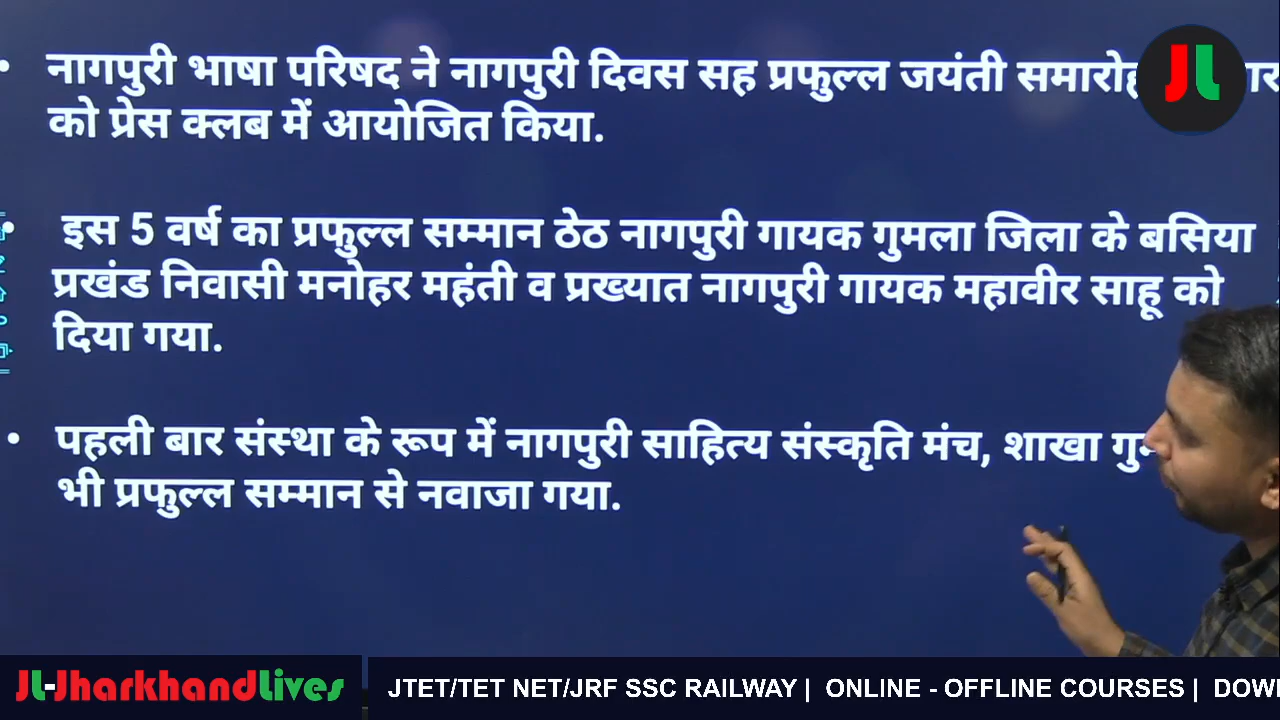 नागपुरी भाषा परिषद ने नागपुरी दिवस सह प्रफुल्ल जयंती समारोह
को प्रेस क्लब में आयोजित किया.
इस 5 वर्ष का प्रफुल्ल सम्मान ठेठ नागपुरी गायक गुमला जिला के बसिया
प्रखंड निवासी मनोहर महंती व प्रख्यात नागपुरी गायक महावीर साहू को
दिया गया.
पहली बार संस्था के रूप में नागपुरी साहित्य संस्कृति मंच, शाखा
भी प्रफुल्ल सम्मान से नवाजा गया.
JL
JL-JharkhandLives
JTET/TET NET/JRF SSC RAILWAY | ONLINE - OFFLINE COURSES |